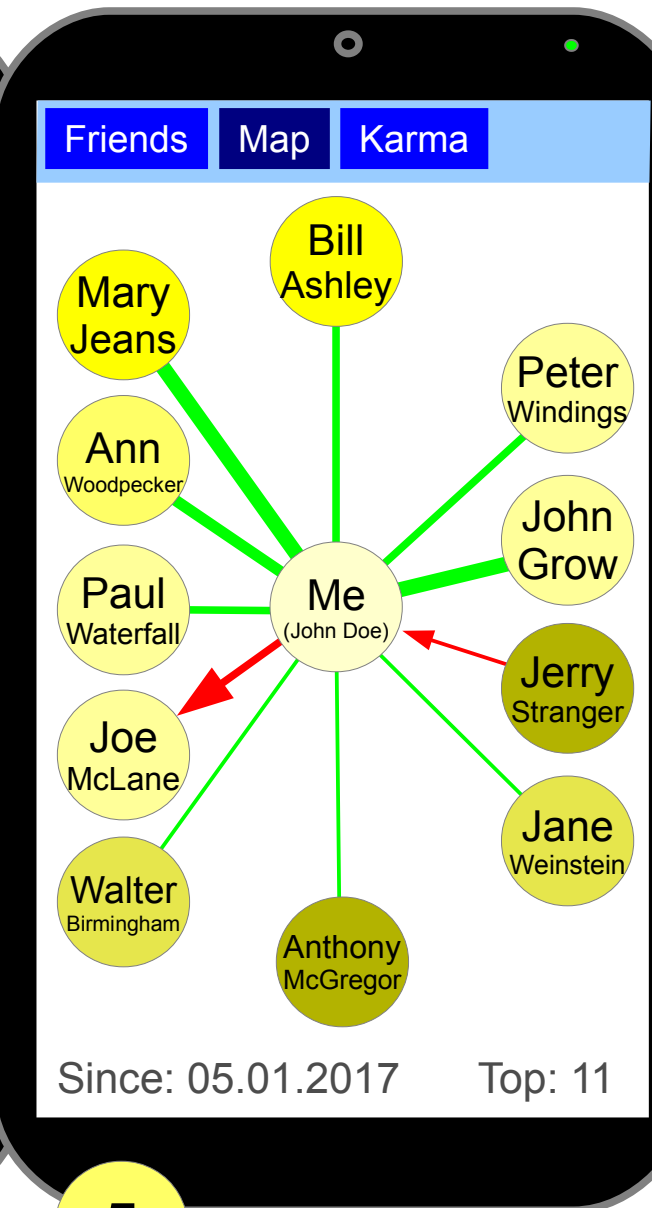 Friends Map Karma
Bill
Ashley
Mary
Jeans
Peter
Windings
Ann
Woodpecker
John
Grow
Paul
Waterfall
Me
(John Doe)
Jerry
Stranger
Joe
McLane
Jane
Weinstein
Walter
Birmingham
Anthony
McGregor
Since: 05.01.2017 Top: 11